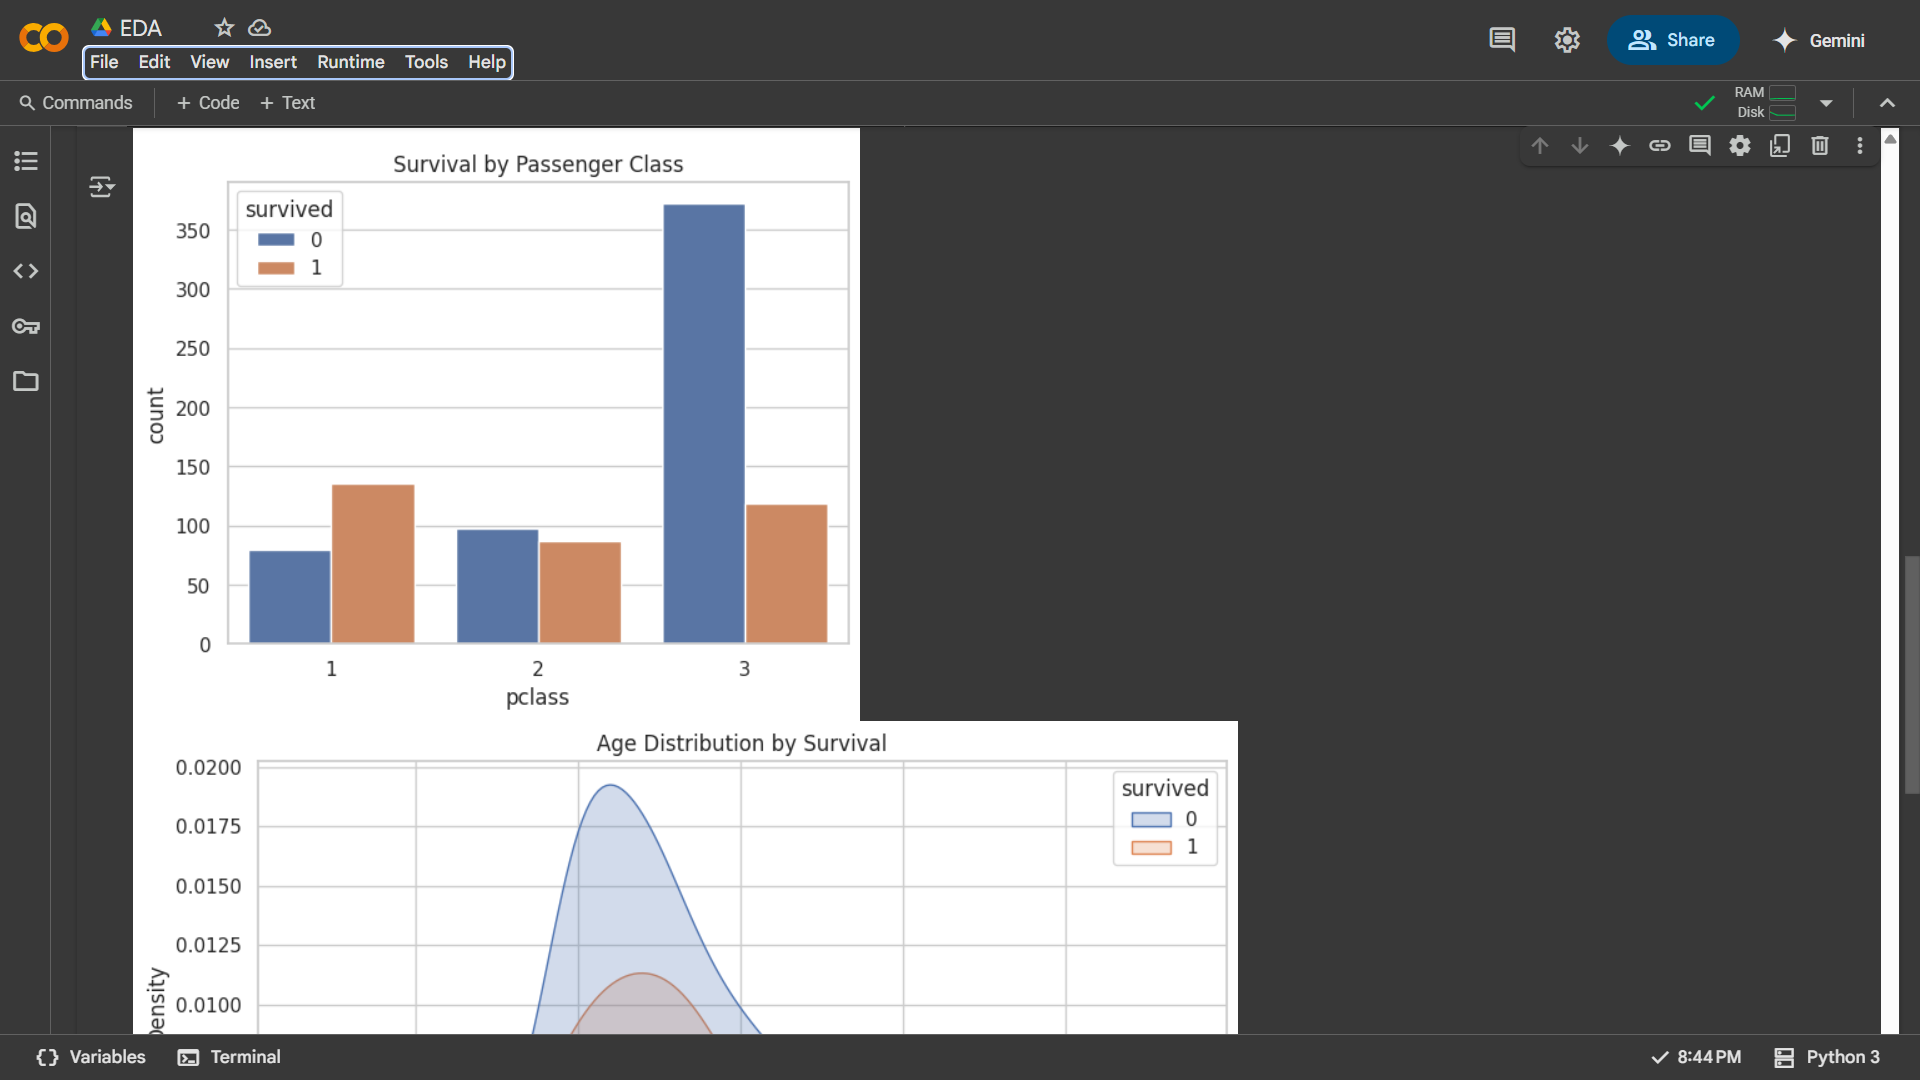 EDA
File Edit View Insert Runtime Tools Help
Share
Gemini
Commands
+ Code + Text
RAM
Disk
Survival by Passenger Class
survived
0
1
350
300
250
200
150
100
50
0
count
1 2 3
pclass
Age Distribution by Survival
survived
0
1
0.0200
0.0175
0.0150
0.0125
0.0100
Variables
Terminal
8:44 PM
Python 3